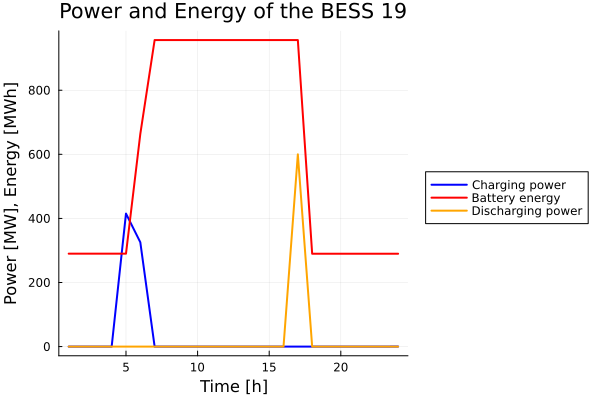 Power and Energy of the BESS 19
Power [MW], Energy [MWh]
800
600
400
200
0
5
10
15
20
Time [h]
Charging power
Battery energy
Discharging power